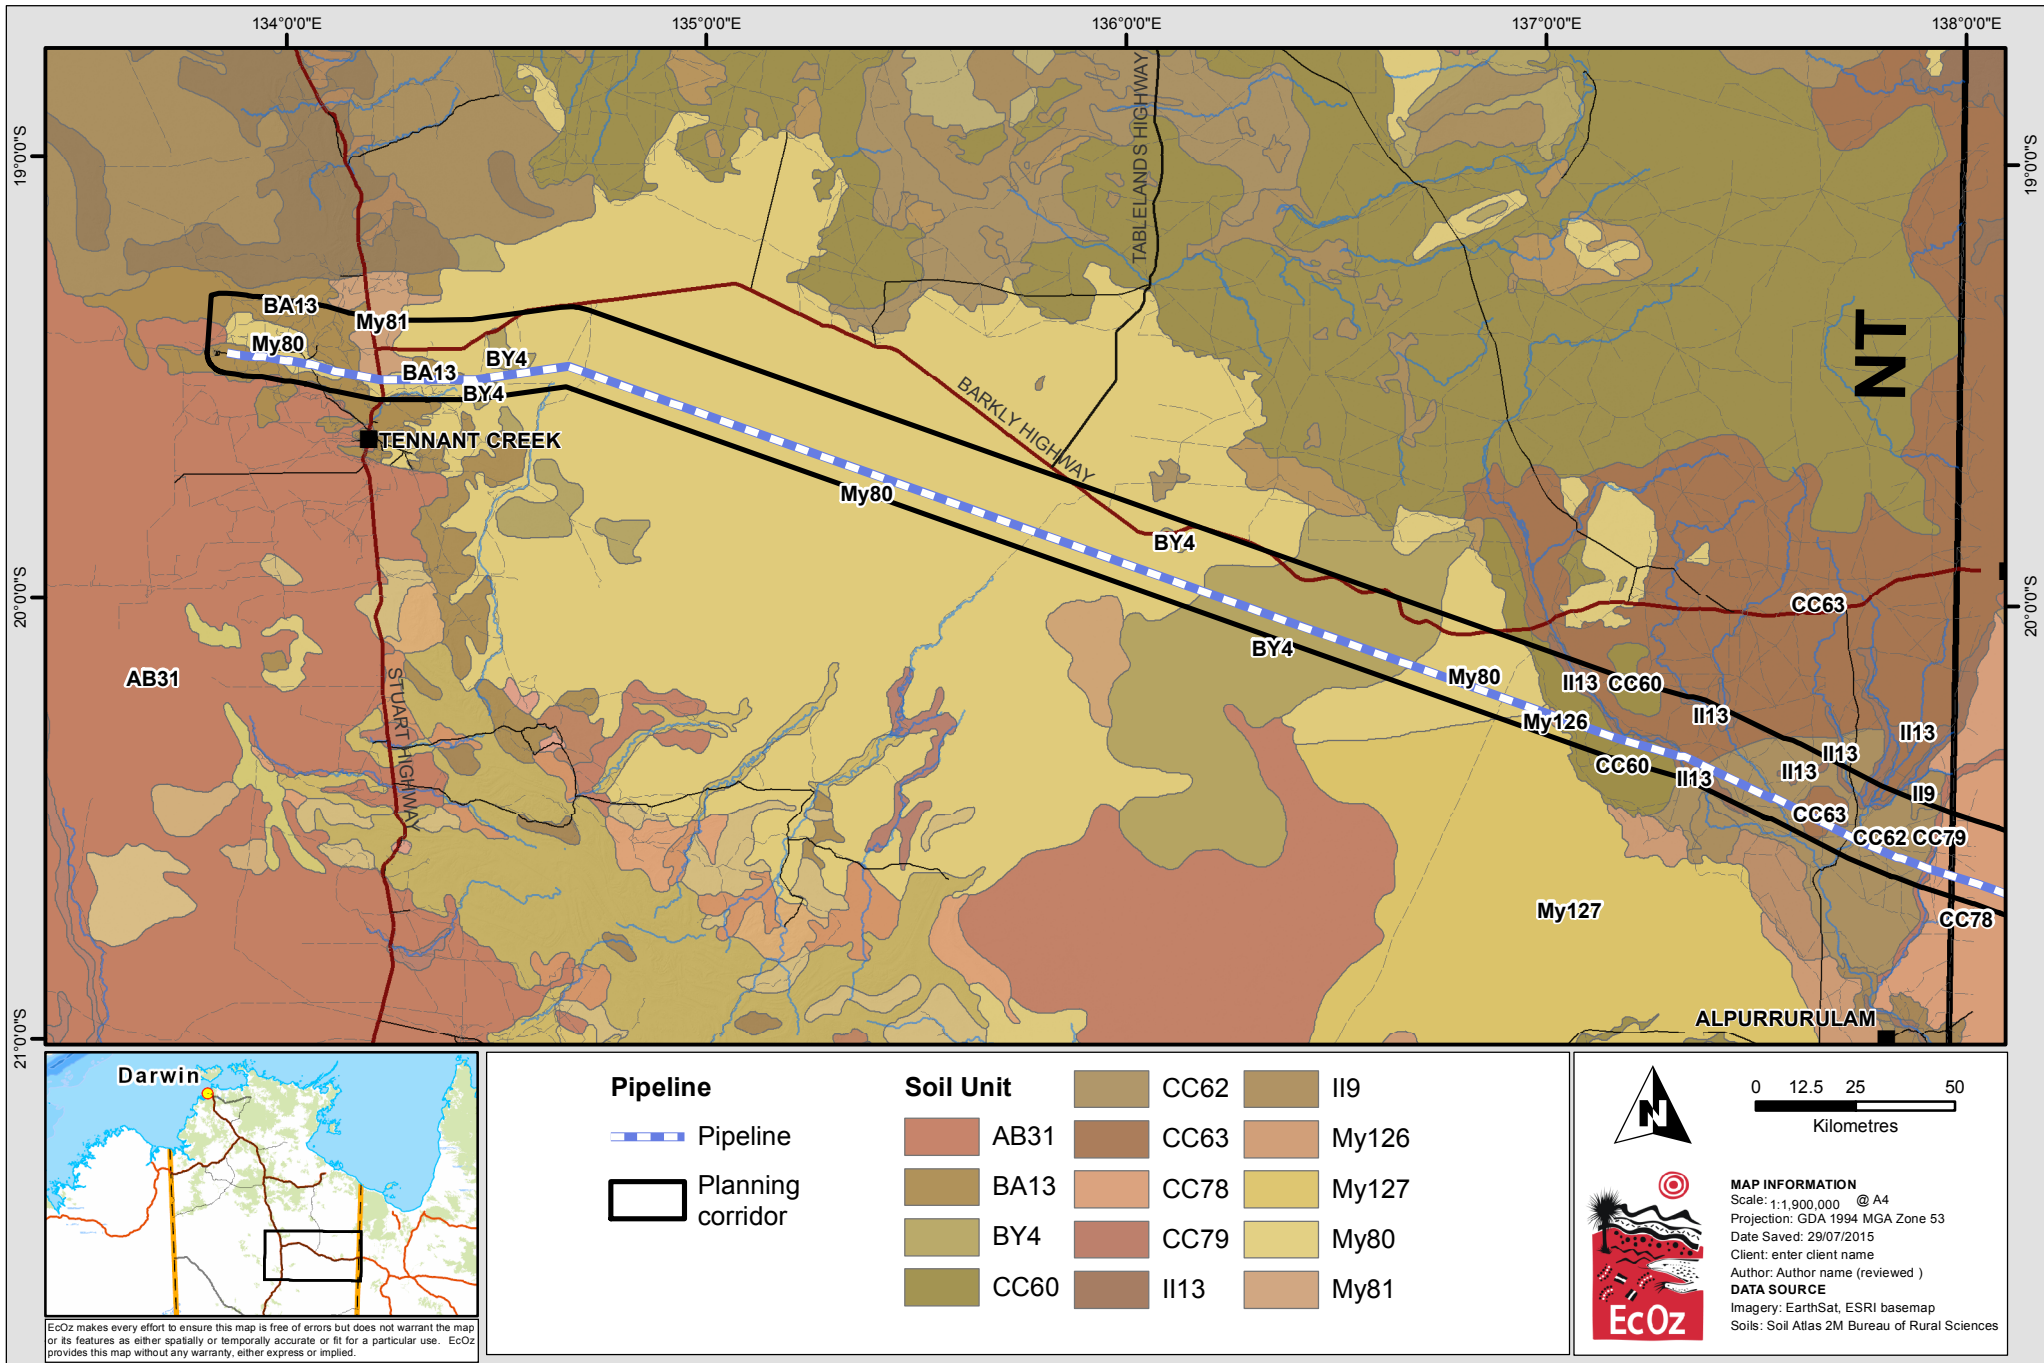 134°0'0"E
135°0'0"E
136°0'0"E
137°0'0"E
138°0'0"E
19°0'0"S
19°0'0"S
20°0'0"S
20°0'0"S
21°0'0"S
TABLELANDS HIGHWAY
BARKLY HIGHWAY
STUART HIGHWAY
NT
BA13
My81
My80
BY4
BA13
BY4
TENNANT CREEK
My80
BY4
BY4
AB31
CC63
My80
II13 CC60
II13
My126
II13
II13
II13
CC60
II13
II9
CC63
CC62 CC79
My127
CC78
ALPURRURULAM
Darwin
EcOz makes every effort to ensure this map is free of errors but does not warrant the map
or its features as either spatially or temporally accurate or fit for a particular use. EcOz
provides this map without any warranty, either express or implied.
Pipeline
Pipeline
Planning
corridor
Soil Unit
AB31
BA13
BY4
CC60
CC62
CC63
CC78
CC79
II13
II9
My126
My127
My80
My81
N
0 12.5 25 50
Kilometres
EcOz
MAP INFORMATION
Scale: 1:1,900,000 @ A4
Projection: GDA 1994 MGA Zone 53
Date Saved: 29/07/2015
Client: enter client name
Author: Author name (reviewed )
DATA SOURCE
Imagery: EarthSat, ESRI basemap
Soils: Soil Atlas 2M Bureau of Rural Sciences